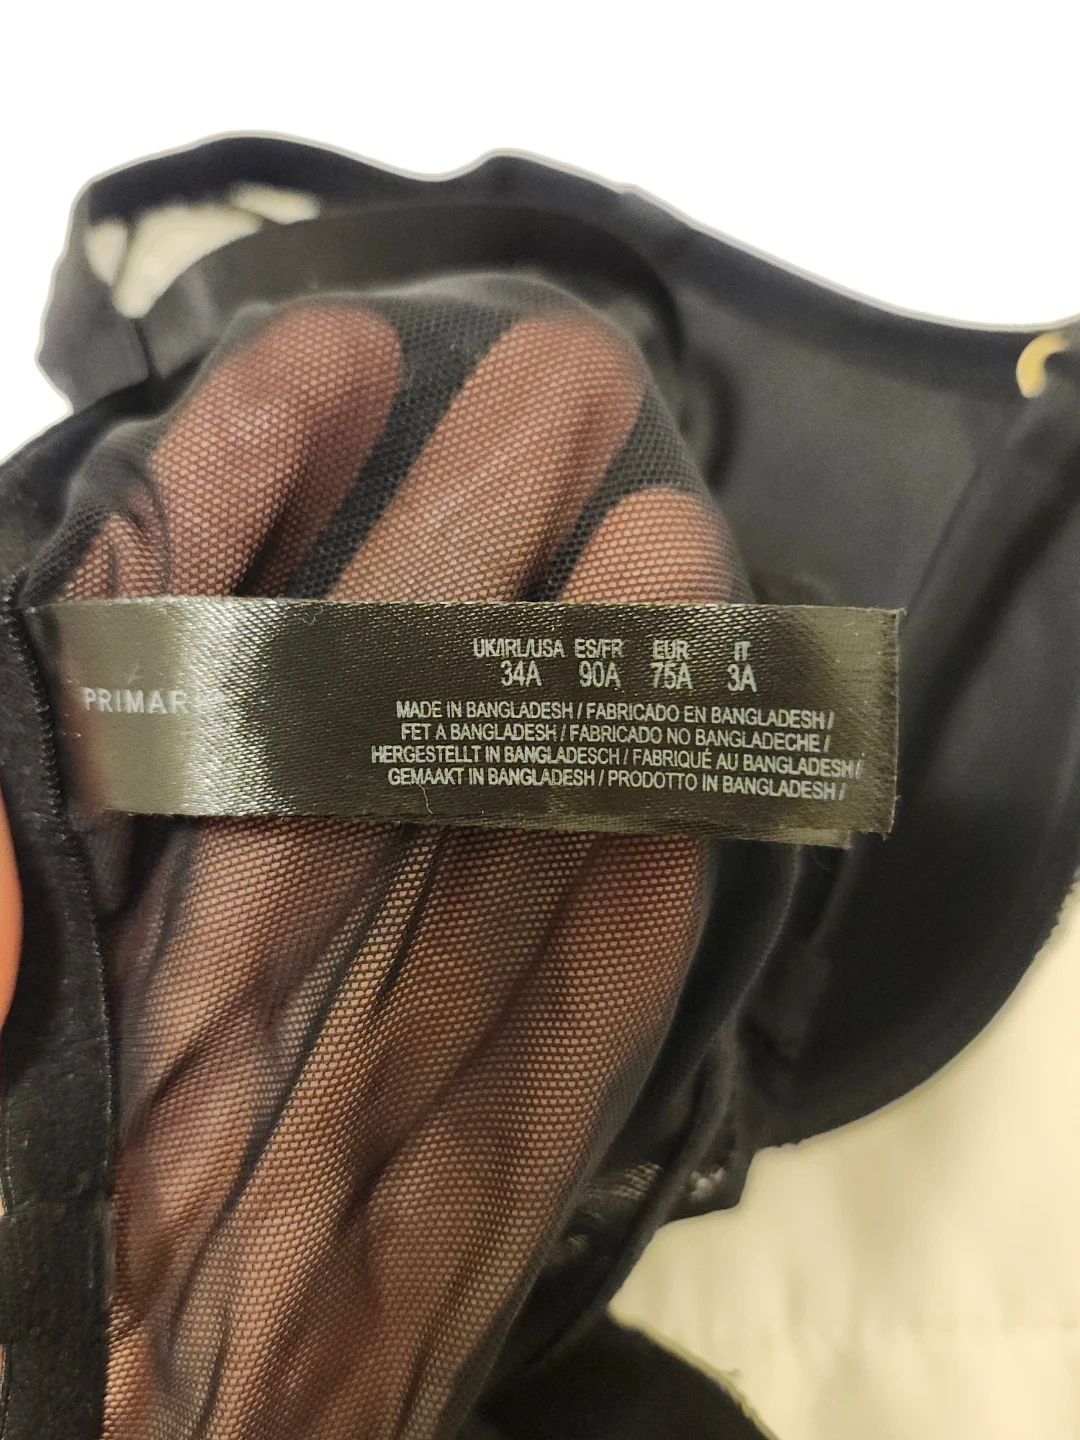 PRIMAR
UK/IRL/USA ES/FR EUR IT
34A 90A 75A 3A
MADE IN BANGLADESH / FABRICADO EN BANGLADESH /
FET A BANGLADESH / FABRICADO NO BANGLADECHE /
HERGESTELLT IN BANGLADESCH / FABRIQUÉ AU BANGLADESH /
GEMAAKT IN BANGLADESH / PRODOTTO IN BANGLADESH /